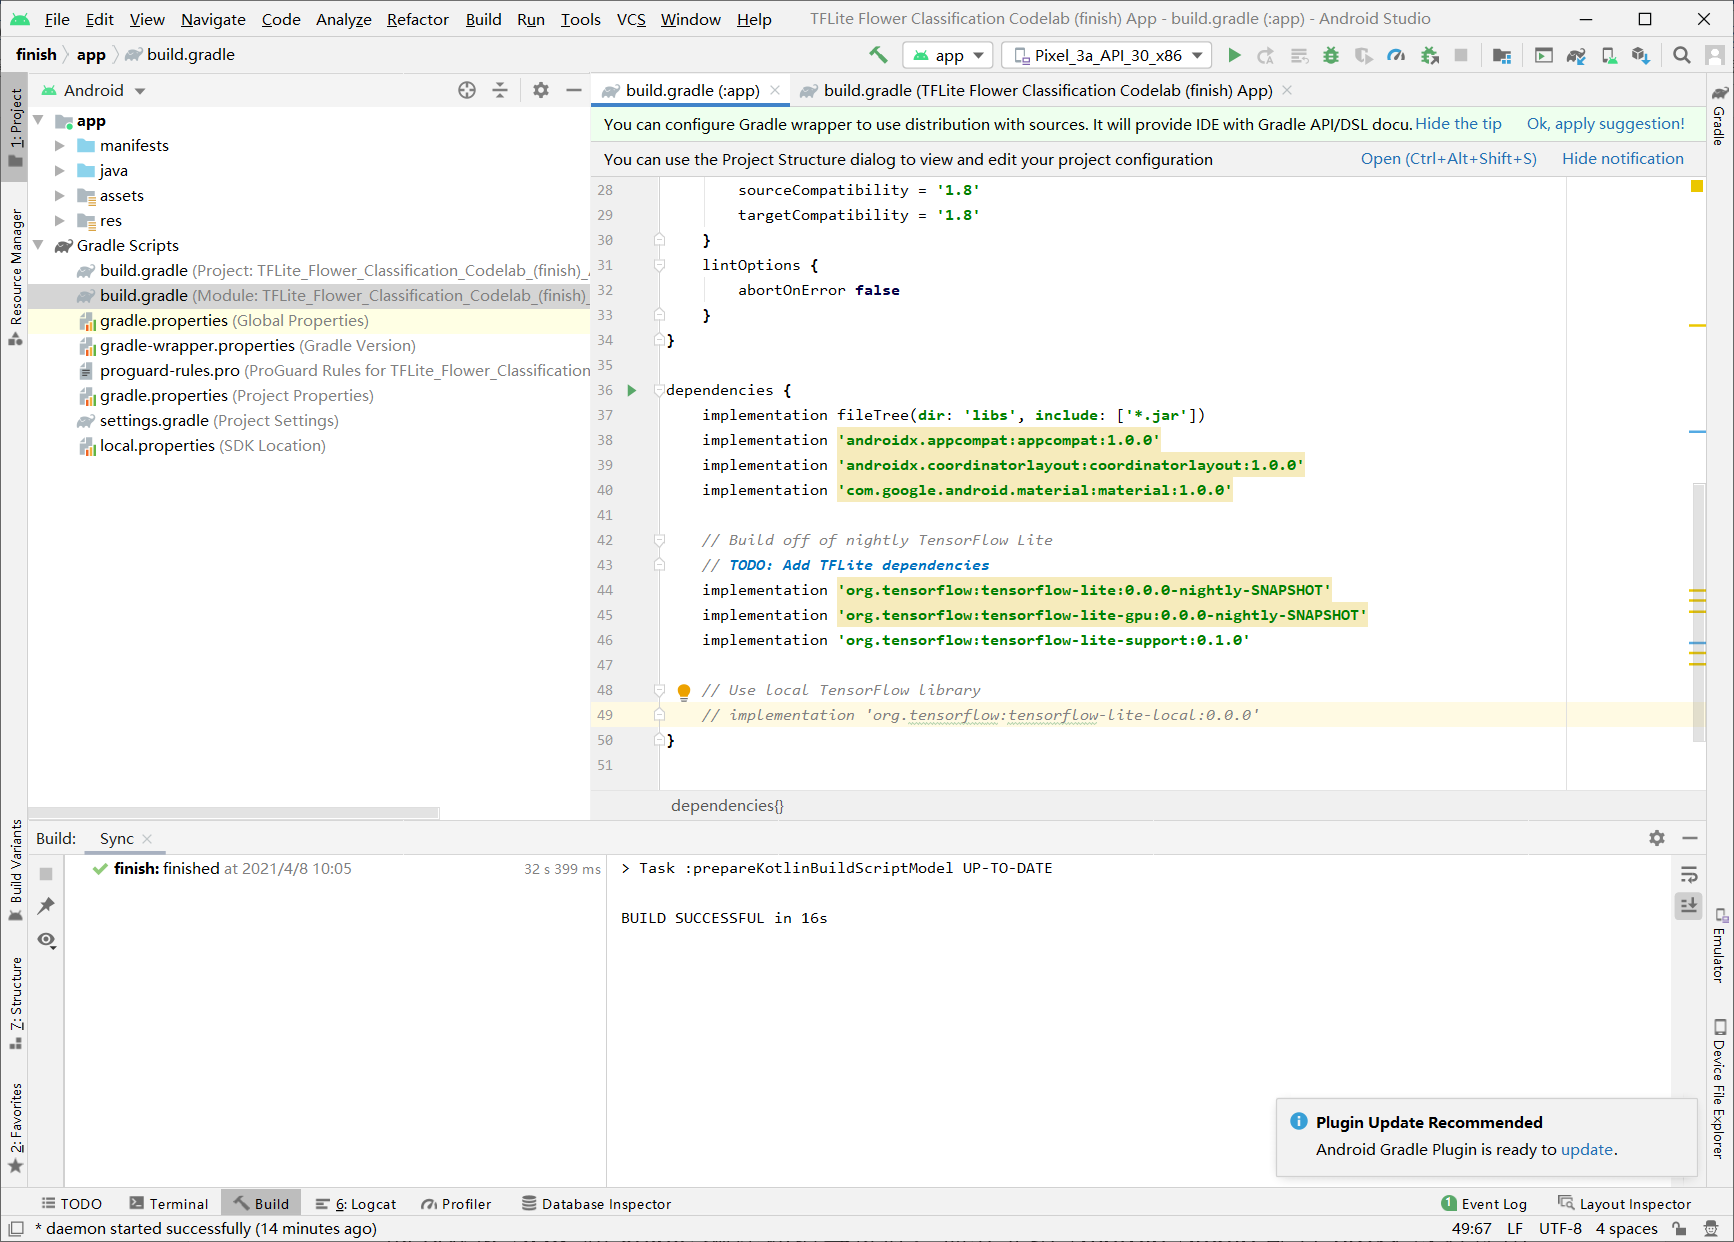 File Edit View Navigate Code Analyze Refactor Build Run Tools VCS Window Help TFLite Flower Classification Codelab (finish) App - build.gradle (:app) - Android Studio
finish app build.gradle app Pixel_3a_API_30_x86
1: Project
Resource Manager
Build Variants
7: Structure
2: Favorites
Android
app
manifests
java
assets
res
Gradle Scripts
build.gradle (Project: TFLite_Flower_Classification_Codelab_(finish)_
build.gradle (Module: TFLite_Flower_Classification_Codelab_(finish)_
gradle.properties (Global Properties)
gradle-wrapper.properties (Gradle Version)
proguard-rules.pro (ProGuard Rules for TFLite_Flower_Classification
gradle.properties (Project Properties)
settings.gradle (Project Settings)
local.properties (SDK Location)
build.gradle (:app) build.gradle (TFLite Flower Classification Codelab (finish) App)
You can configure Gradle wrapper to use distribution with sources. It will provide IDE with Gradle API/DSL docu. Hide the tip Ok, apply suggestion!
You can use the Project Structure dialog to view and edit your project configuration Open (Ctrl+Alt+Shift+S) Hide notification
28 sourceCompatibility = '1.8'
29 targetCompatibility = '1.8'
30 }
31 lintOptions {
32 abortOnError false
33 }
34 }
35
36 dependencies {
37 implementation fileTree(dir: 'libs', include: ['*.jar'])
38 implementation 'androidx.appcompat:appcompat:1.0.0'
39 implementation 'androidx.coordinatorlayout:coordinatorlayout:1.0.0'
40 implementation 'com.google.android.material:material:1.0.0'
41
42 // Build off of nightly TensorFlow Lite
43 // TODO: Add TFLite dependencies
44 implementation 'org.tensorflow:tensorflow-lite:0.0.0-nightly-SNAPSHOT'
45 implementation 'org.tensorflow:tensorflow-lite-gpu:0.0.0-nightly-SNAPSHOT'
46 implementation 'org.tensorflow:tensorflow-lite-support:0.1.0'
47
48 // Use local TensorFlow library
49 // implementation 'org.tensorflow:tensorflow-lite-local:0.0.0'
50 }
51
dependencies{}
Gradle
Emulator
Device File Explorer
Build: Sync
finish: finished at 2021/4/8 10:05 32 s 399 ms
> Task :prepareKotlinBuildScriptModel UP-TO-DATE
BUILD SUCCESSFUL in 16s
Plugin Update Recommended
Android Gradle Plugin is ready to update.
TODO Terminal Build 6: Logcat Profiler Database Inspector 1 Event Log Layout Inspector
* daemon started successfully (14 minutes ago) 49:67 LF UTF-8 4 spaces